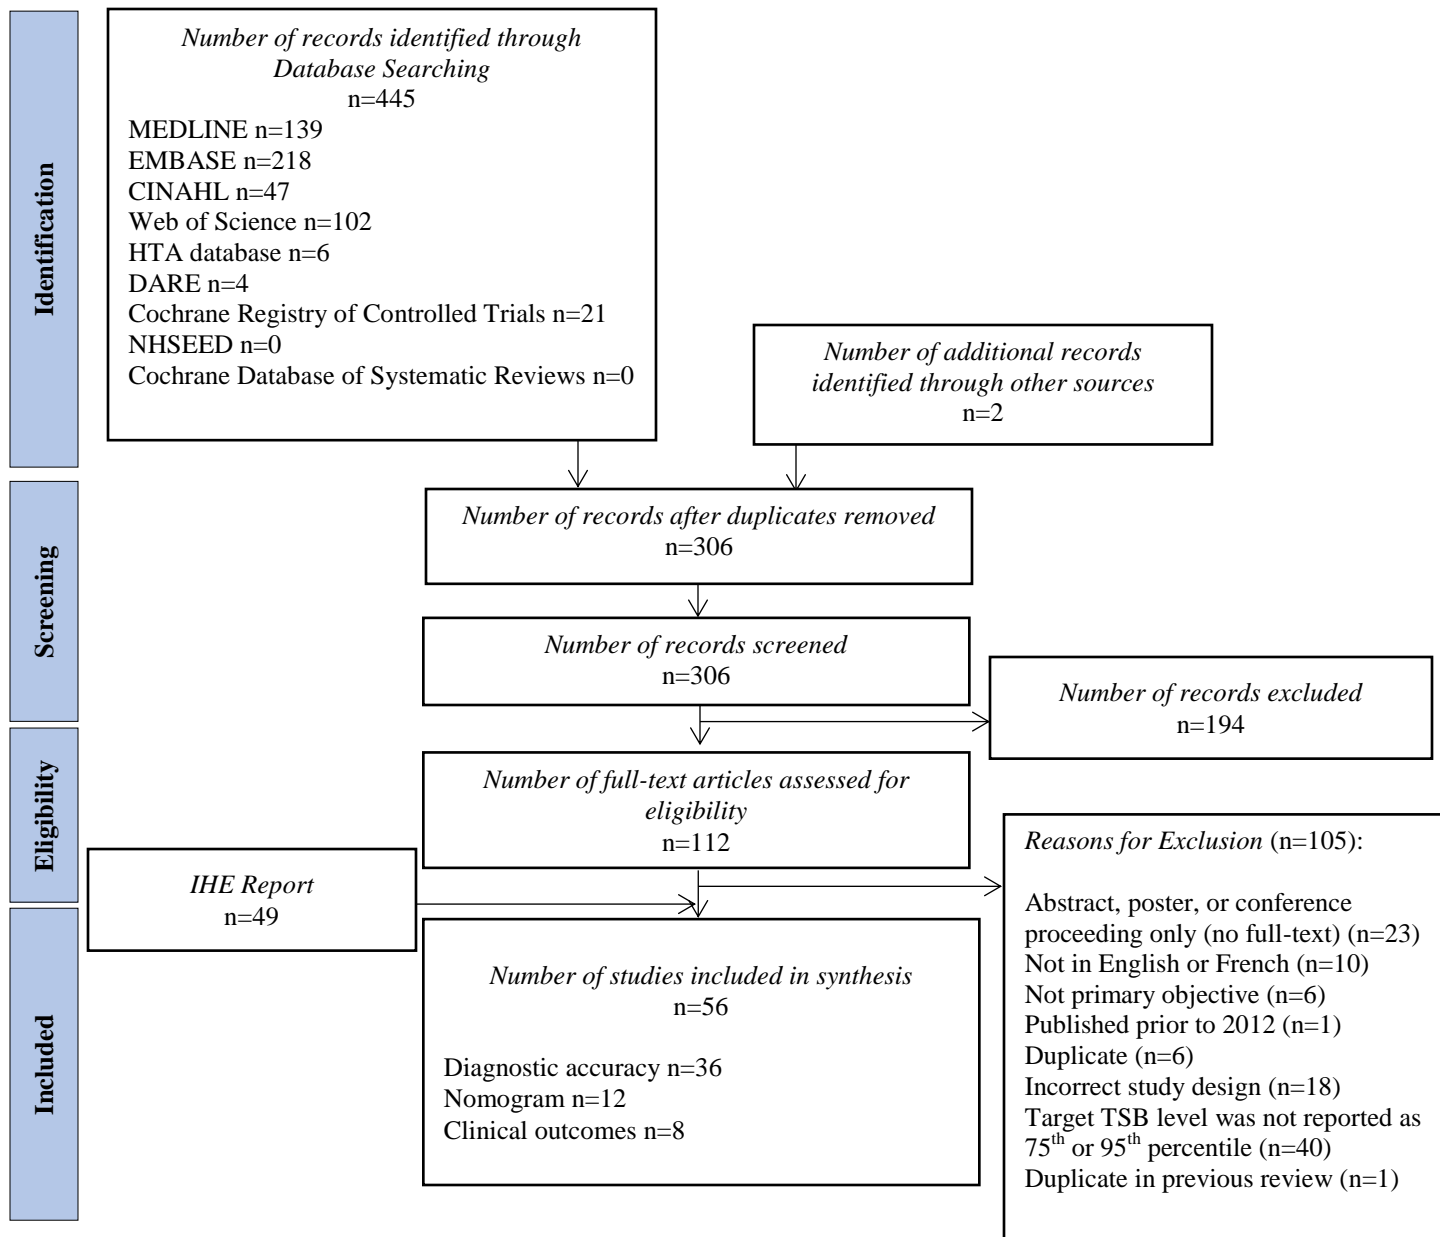 Identification
Number of records identified through
Database Searching
n=445
MEDLINE n=139
EMBASE n=218
CINAHL n=47
Web of Science n=102
HTA database n=6
DARE n=4
Cochrane Registry of Controlled Trials n=21
NHSEED n=0
Cochrane Database of Systematic Reviews n=0
Number of additional records
identified through other sources
n=2
Screening
Number of records after duplicates removed
n=306
Number of records screened
n=306
Number of records excluded
n=194
Eligibility
Number of full-text articles assessed for
eligibility
n=112
IHE Report
n=49
Reasons for Exclusion (n=105):
Abstract, poster, or conference
proceeding only (no full-text) (n=23)
Not in English or French (n=10)
Not primary objective (n=6)
Published prior to 2012 (n=1)
Duplicate (n=6)
Incorrect study design (n=18)
Target TSB level was not reported as
75th or 95th percentile (n=40)
Duplicate in previous review (n=1)
Included
Number of studies included in synthesis
n=56
Diagnostic accuracy n=36
Nomogram n=12
Clinical outcomes n=8